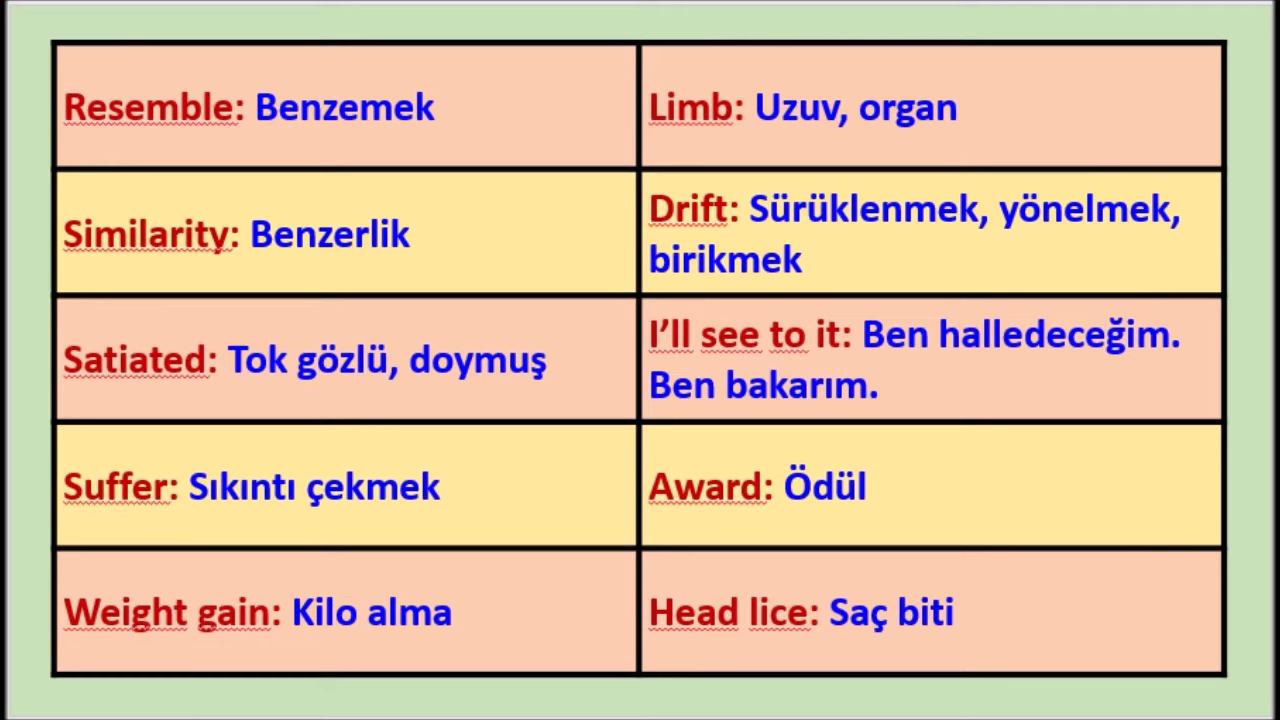 Resemble: Benzemek
Limb: Uzuv, organ
Similarity: Benzerlik
Drift: Sürüklenmek, yönelmek,
birikmek
Satiated: Tok gözlü, doymuş
I’ll see to it: Ben halledeceğim.
Ben bakarım.
Suffer: Sıkıntı çekmek
Award: Ödül
Weight gain: Kilo alma
Head lice: Saç biti